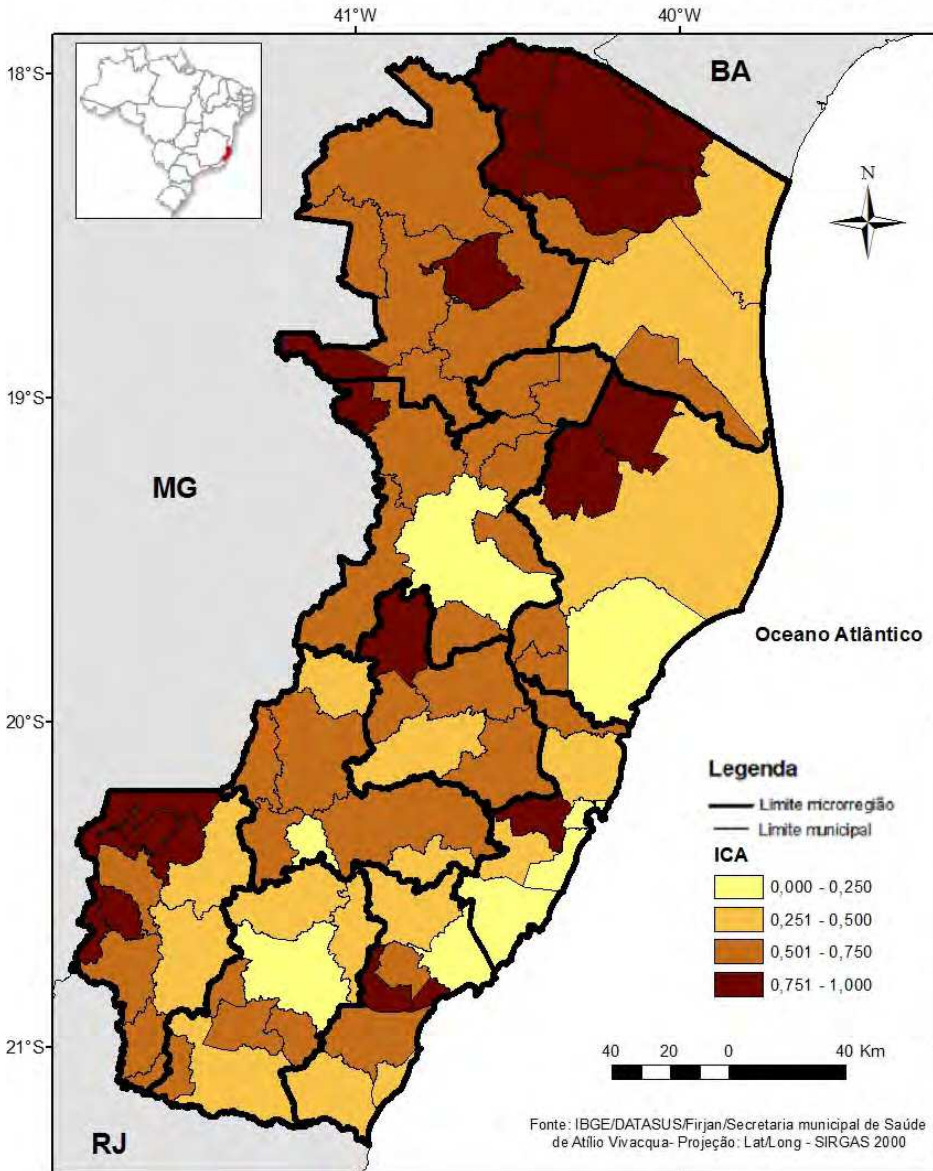 41°W
40°W
18°S
BA
N
19°S
MG
Oceano Atlântico
20°S
Legenda
Limite microrregião
Limite municipal
ICA
0,000 - 0,250
0,251 - 0,500
0,501 - 0,750
0,751 - 1,000
21°S
40 20 0 40 Km
RJ
Fonte: IBGE/DATASUS/Firjan/Secretaria municipal de Saúde
de Atílio Vivacqua- Projeção: Lat/Long - SIRGAS 2000